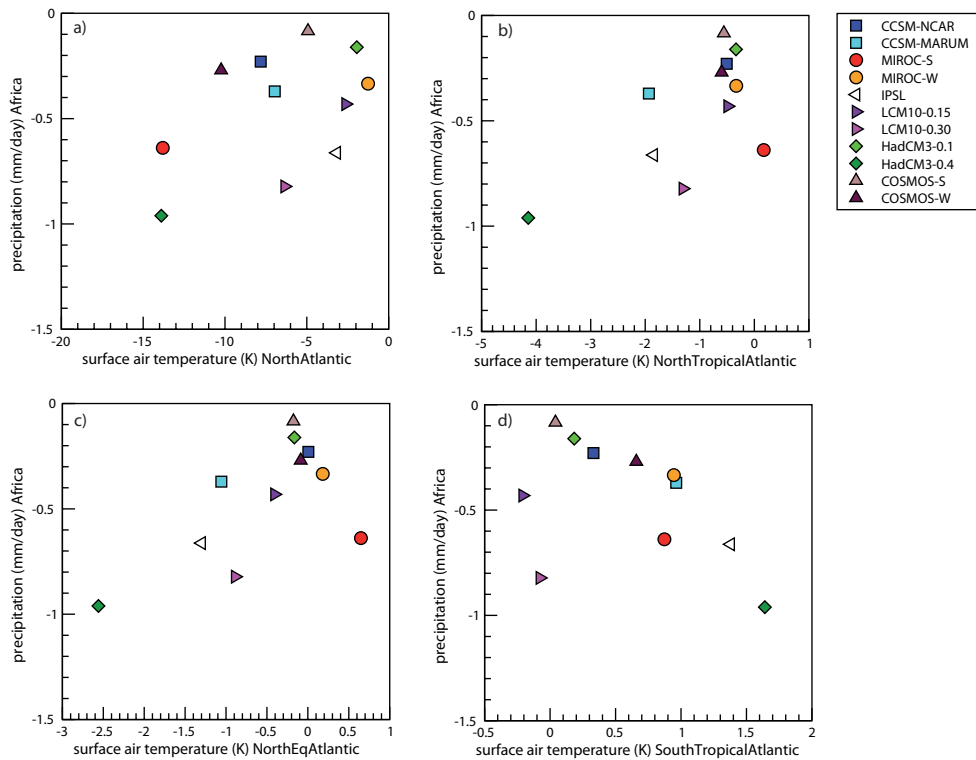 a)
0
-0.5
-1
-1.5
precipitation (mm/day) Africa
-20
-15
-10
-5
0
surface air temperature (K) NorthAtlantic
b)
0
-0.5
-1
-1.5
precipitation (mm/day) Africa
-5
-4
-3
-2
-1
0
1
surface air temperature (K) NorthTropicalAtlantic
CCSM-NCAR
CCSM-MARUM
MIROC-S
MIROC-W
IPSL
LCM10-0.15
LCM10-0.30
HadCM3-0.1
HadCM3-0.4
COSMOS-S
COSMOS-W
c)
0
-0.5
-1
-1.5
precipitation (mm/day) Africa
-3
-2.5
-2
-1.5
-1
-0.5
0
0.5
1
surface air temperature (K) NorthEqAtlantic
d)
0
-0.5
-1
-1.5
precipitation (mm/day) Africa
-0.5
0
0.5
1
1.5
2
surface air temperature (K) SouthTropicalAtlantic